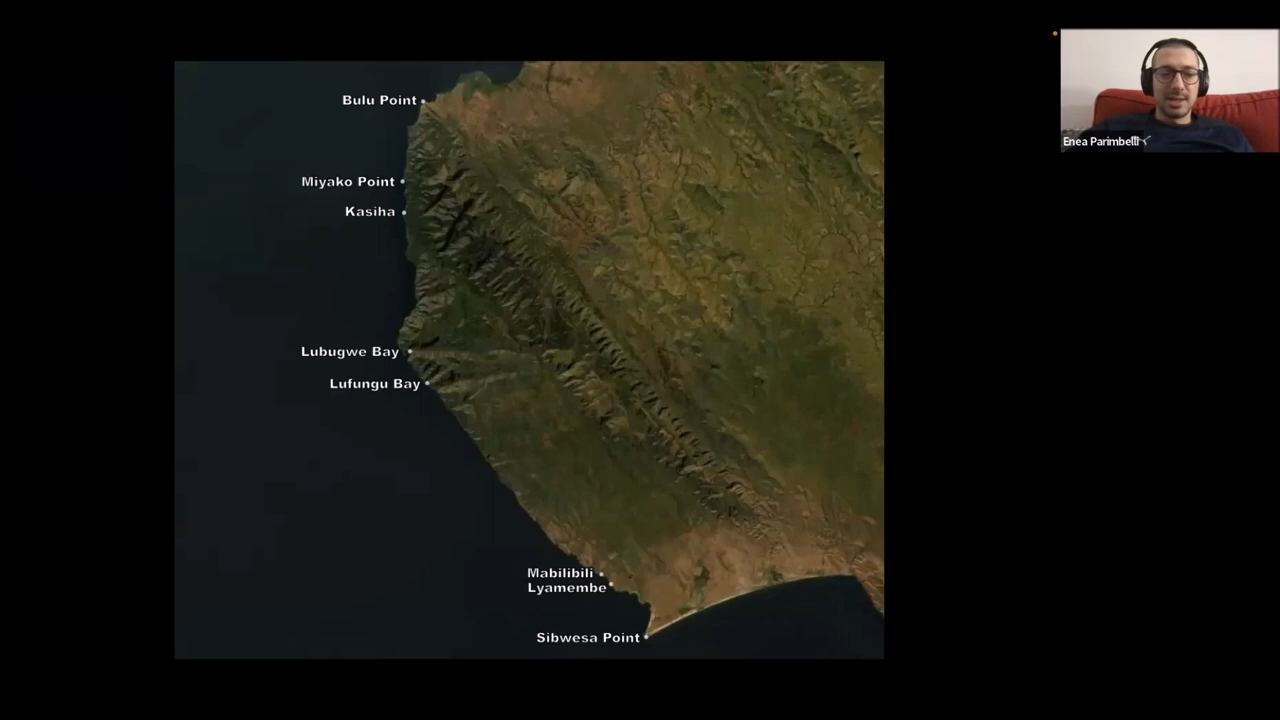 Bulu Point
Miyako Point
Kasiha
Lubugwe Bay
Lufungu Bay
Mabilibili
Lyamembe
Sibwesa Point
Enea Parimbelli